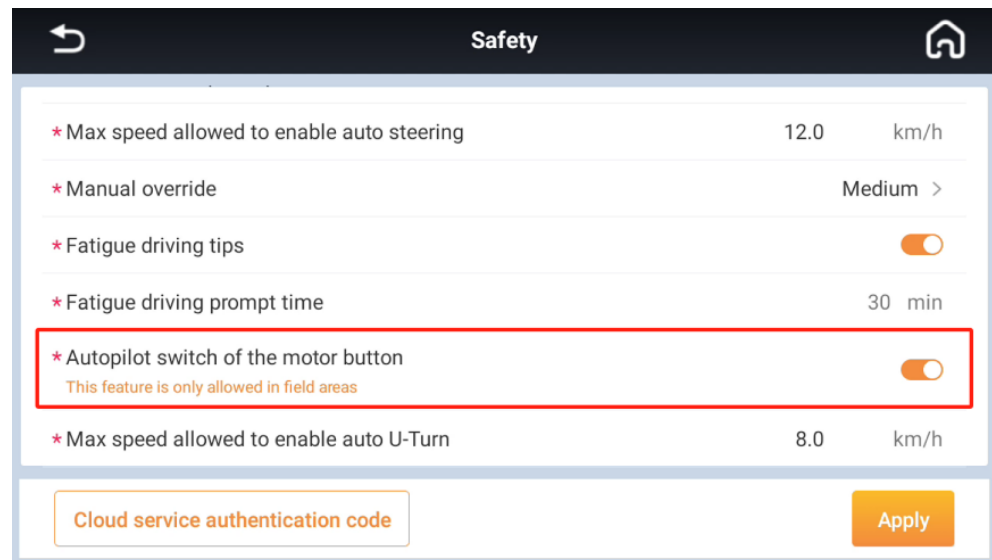 Safety
*Max speed allowed to enable auto steering 12.0 km/h
*Manual override Medium >
*Fatigue driving tips
*Fatigue driving prompt time 30 min
*Autopilot switch of the motor button
This feature is only allowed in field areas
*Max speed allowed to enable auto U-Turn 8.0 km/h
Cloud service authentication code Apply